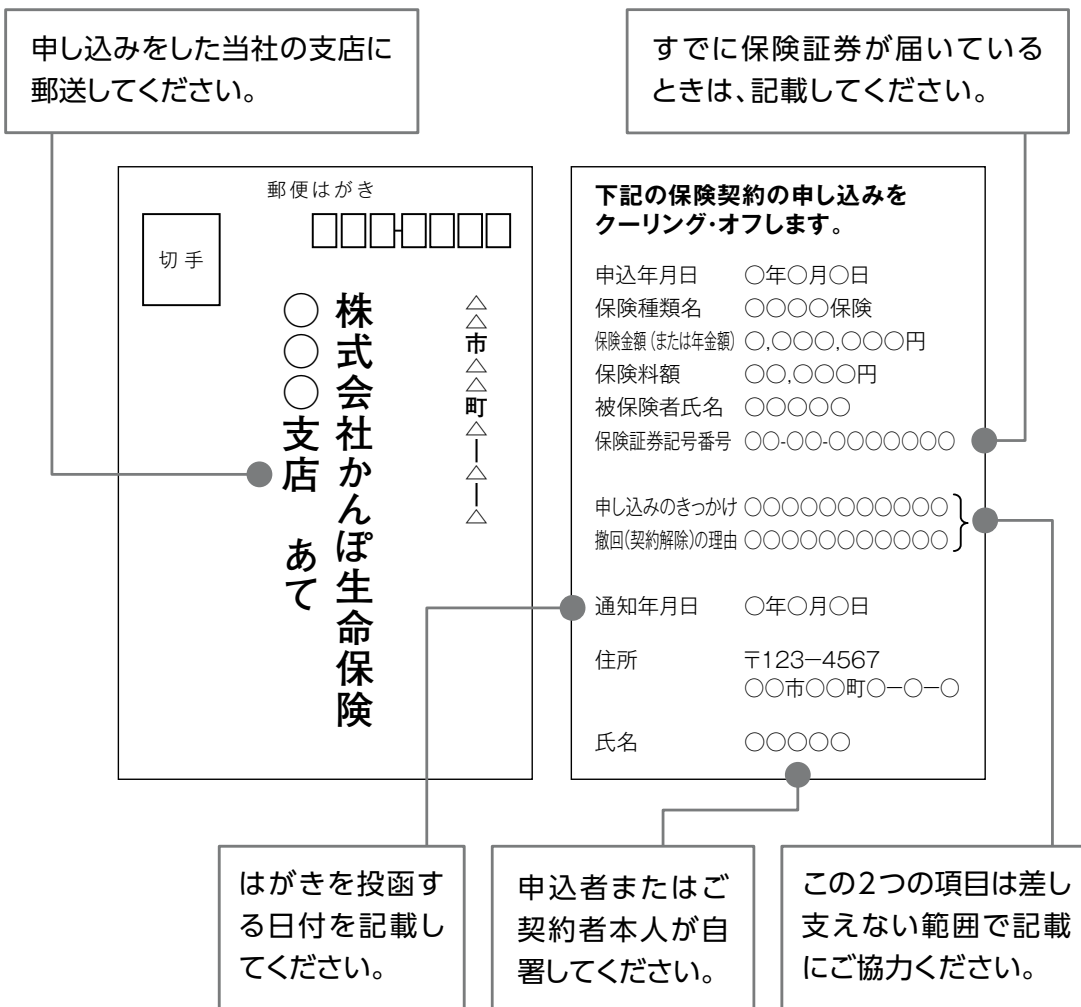 申し込みをした当社の支店に
郵送してください。
すでに保険証券が届いている
ときは、記載してください。
郵便はがき
切手
△△市△△町△ー△ー△
株式会社かんぽ生命保険
○○○支店 あて
下記の保険契約の申し込みを
クーリング・オフします。
申込年月日 ○年○月○日
保険種類名 ○○○○保険
保険金額(または年金額) ○,○○○,○○○円
保険料額 ○○,○○○円
被保険者氏名 ○○○○○
保険証券記号番号 ○○-○○-○○○○○○○
申し込みのきっかけ ○○○○○○○○○○○
撤回(契約解除)の理由 ○○○○○○○○○○○
通知年月日 ○年○月○日
住所 〒123−4567
○○市○○町○−○−○
氏名 ○○○○○
はがきを投函す
る日付を記載し
てください。
申込者またはご
契約者本人が自
署してください。
この2つの項目は差し
支えない範囲で記載
にご協力ください。